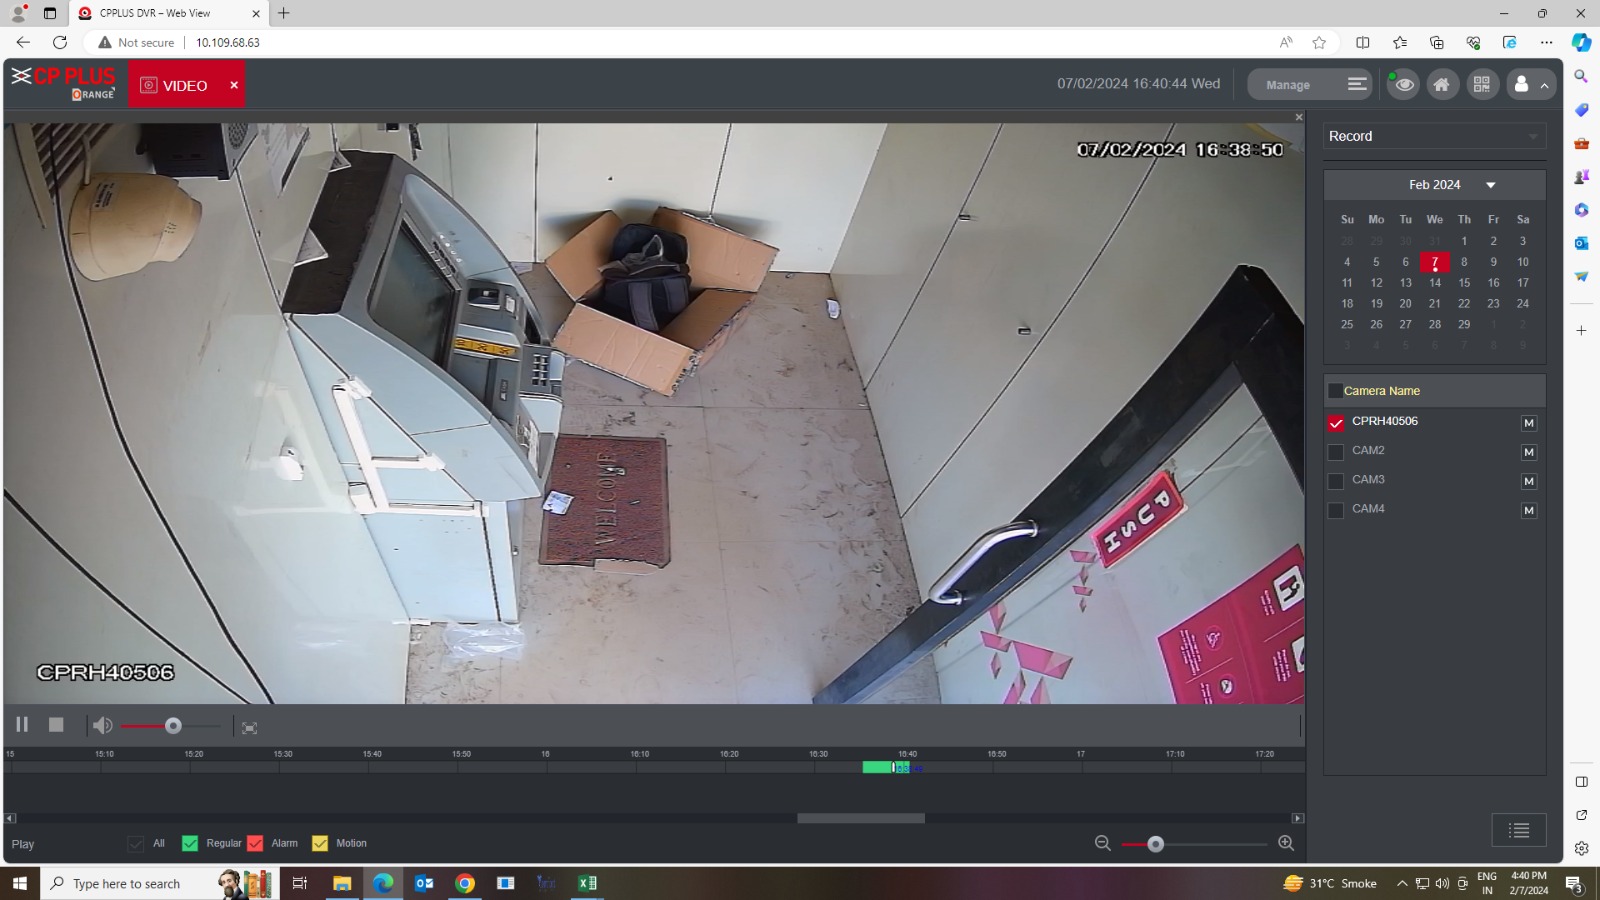 CPPLUS DVR – Web View
Not secure
10.109.68.63
CP PLUS
ORANGE
VIDEO
07/02/2024 16:40:44 Wed
Manage
07/02/2024 16:38:50
WELCOME
PUSH
CPRH40506
Record
Feb 2024
Su Mo Tu We Th Fr Sa
28 29 30 31 1 2 3
4 5 6 7 8 9 10
11 12 13 14 15 16 17
18 19 20 21 22 23 24
25 26 27 28 29 1 2
3 4 5 6 7 8 9
Camera Name
CPRH40506 M
CAM2 M
CAM3 M
CAM4 M
15 15:10 15:20 15:30 15:40 15:50 16 16:10 16:20 16:30 16:40 16:50 17 17:10 17:20
Play
All
Regular
Alarm
Motion
Type here to search
31°C Smoke
ENG
IN
4:40 PM
2/7/2024
3